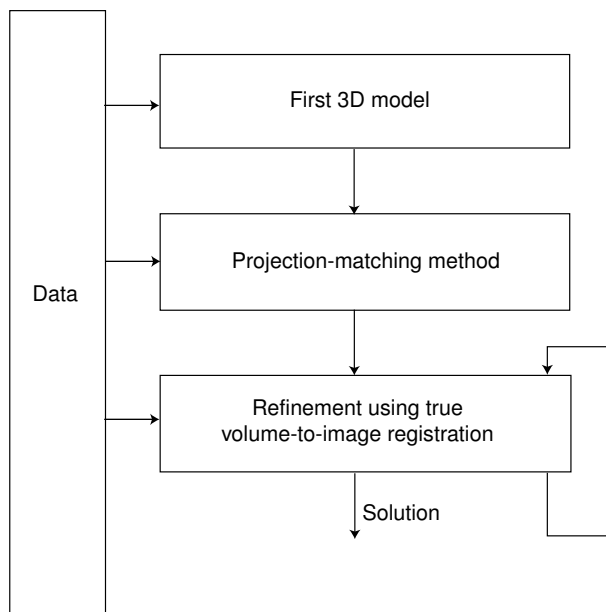 First 3D model
Projection-matching method
Data
Refinement using true
volume-to-image registration
Solution